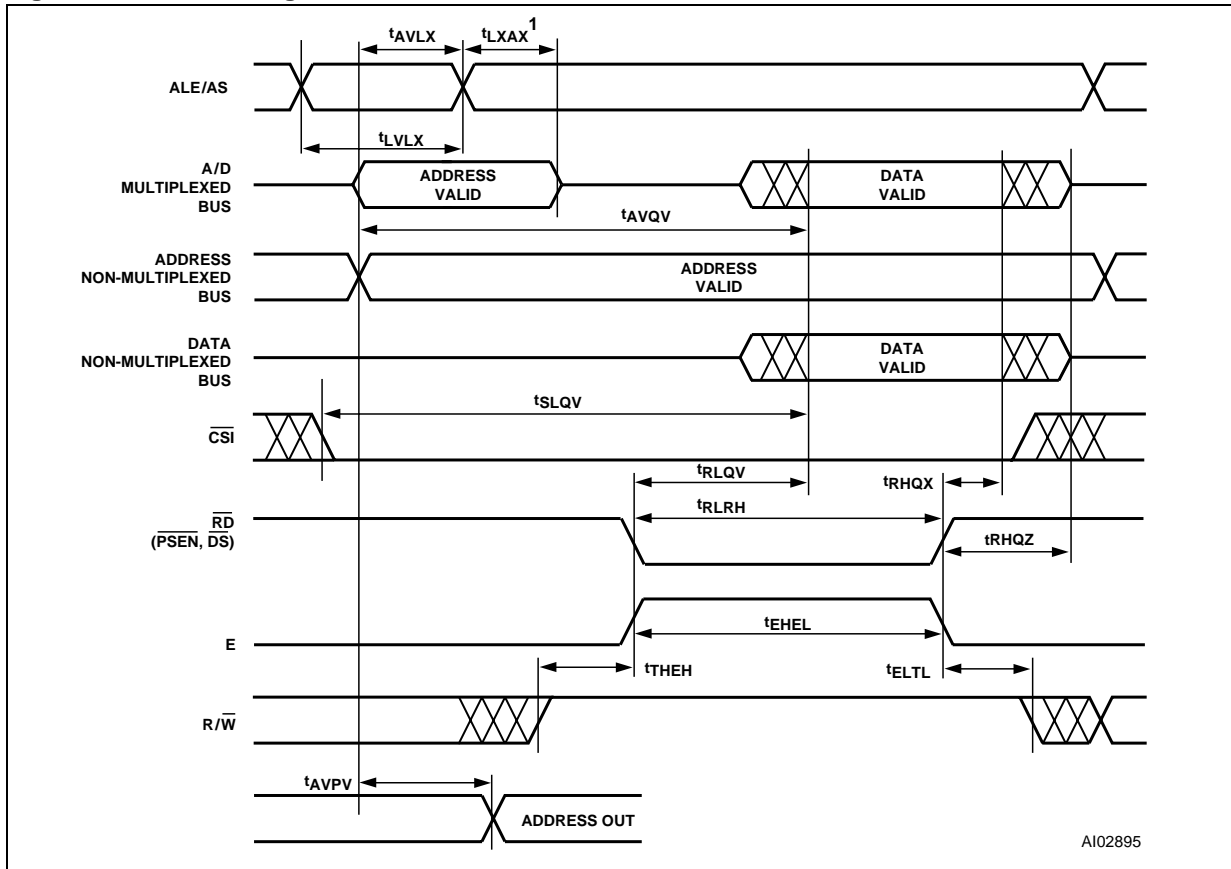 tAVLX tLXAX 1
ALE/AS
tLVLX
A/D
MULTIPLEXED
BUS
ADDRESS
VALID
DATA
VALID
tAVQV
ADDRESS
NON-MULTIPLEXED
BUS
ADDRESS
VALID
DATA
NON-MULTIPLEXED
BUS
DATA
VALID
tSLQV
CSI
tRLQV
tRHQX
tRLRH
RD
(PSEN, DS)
tRHQZ
tEHEL
E
tTHEH
tELTL
R/W
tAVPV
ADDRESS OUT
AI02895